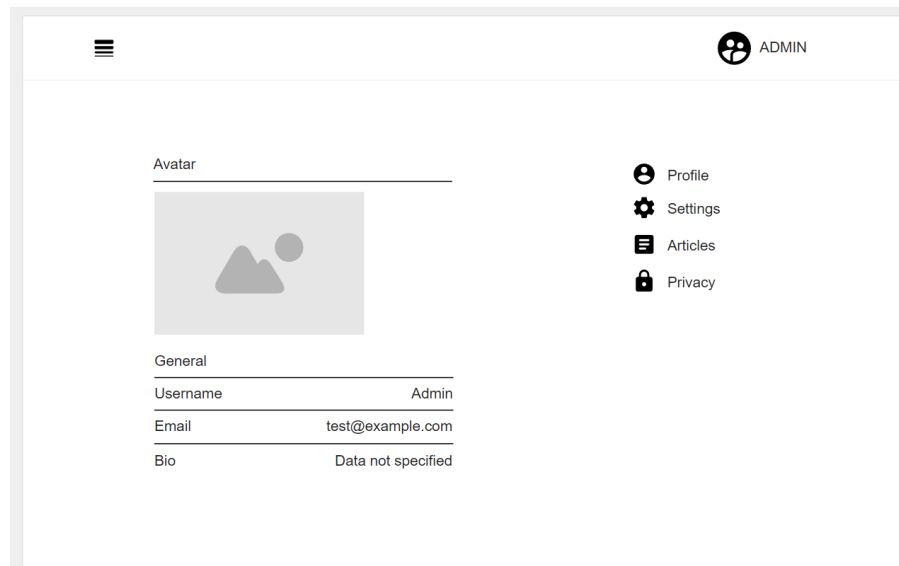 ADMIN
Avatar
General
Username Admin
Email test@example.com
Bio Data not specified
Profile
Settings
Articles
Privacy